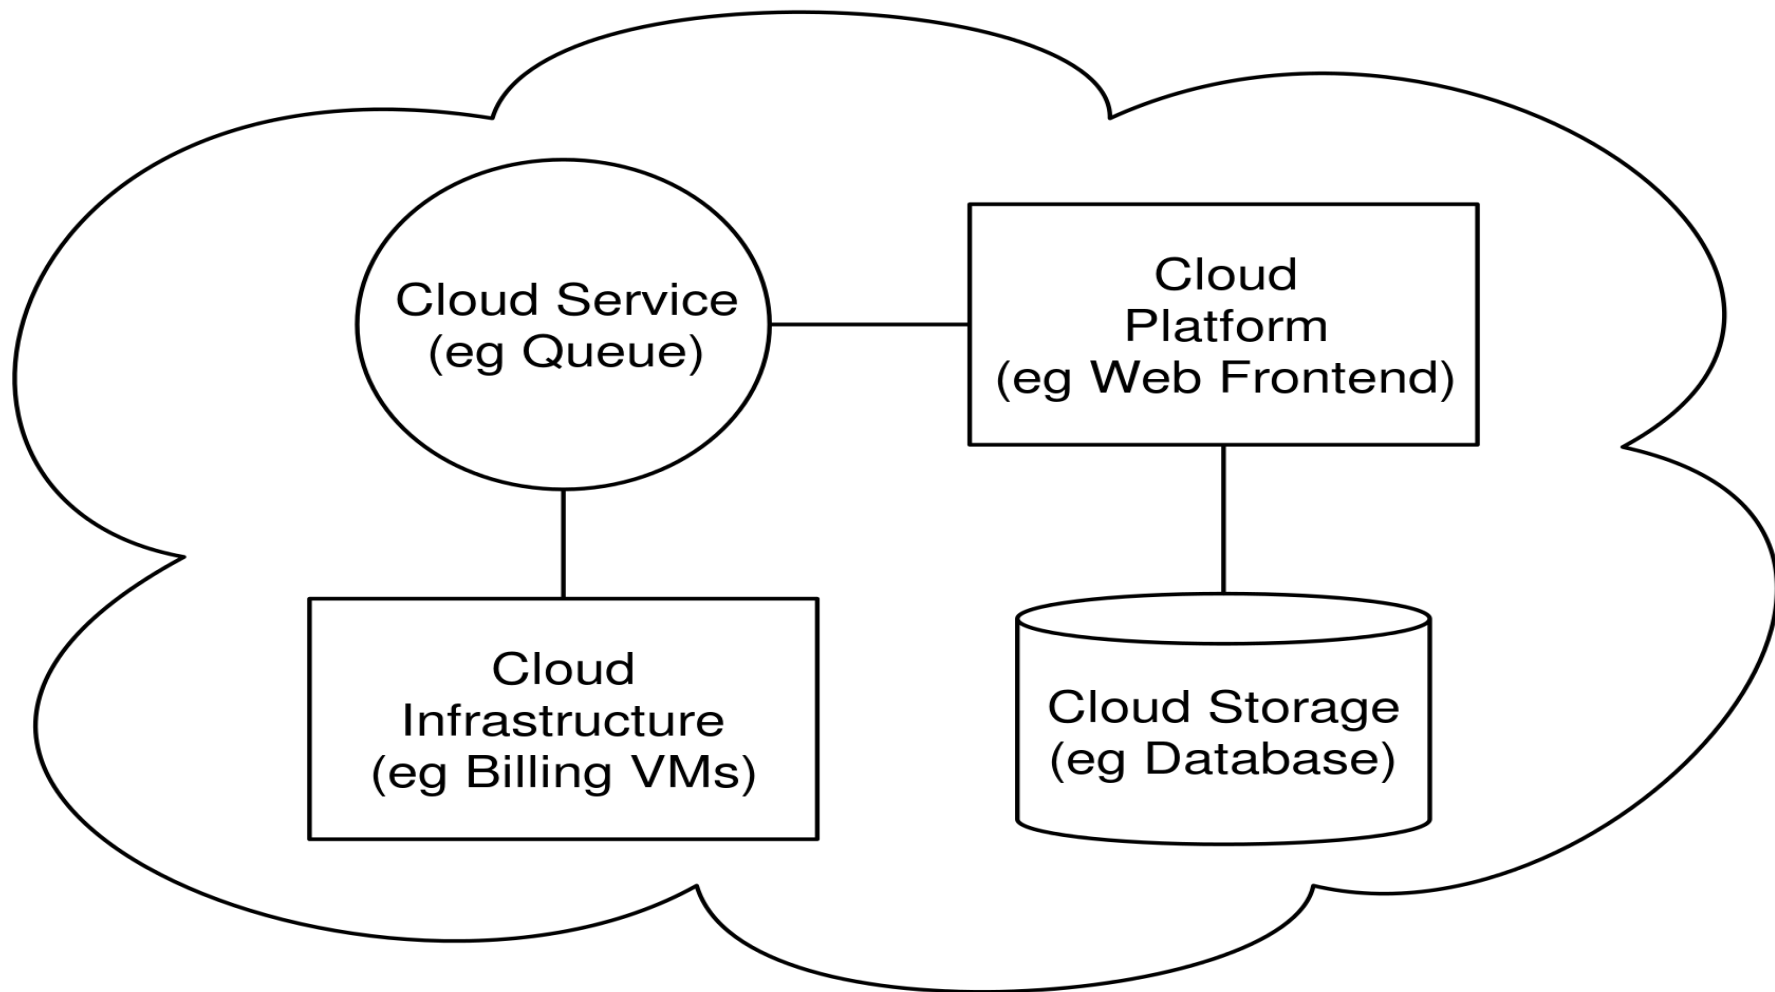 Cloud Service
(eg Queue)
Cloud
Platform
(eg Web Frontend)
Cloud
Infrastructure
(eg Billing VMs)
Cloud Storage
(eg Database)